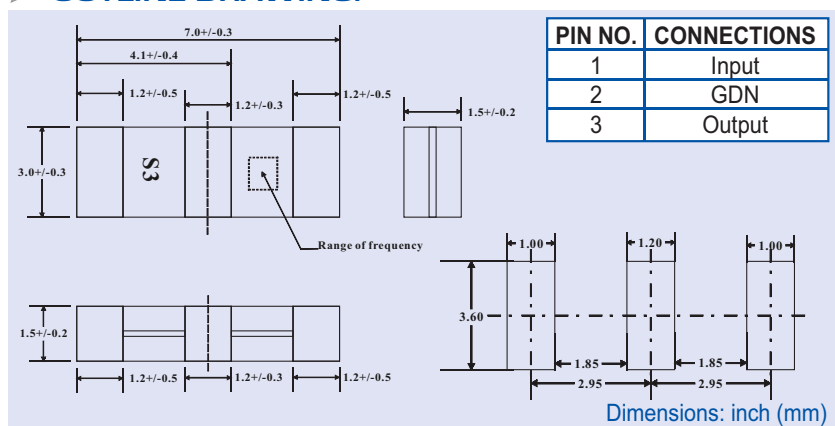 7.0+/-0.3
4.1+/-0.4
1.2+/-0.5
1.2+/-0.3
1.2+/-0.5
1.5+/-0.2
3.0+/-0.3
S3
Range of frequency
PIN NO. CONNECTIONS
1 Input
2 GDN
3 Output
1.5+/-0.2
1.2+/-0.5
1.2+/-0.3
1.2+/-0.5
1.00
1.20
1.00
3.60
1.85
1.85
2.95
2.95
Dimensions: inch (mm)